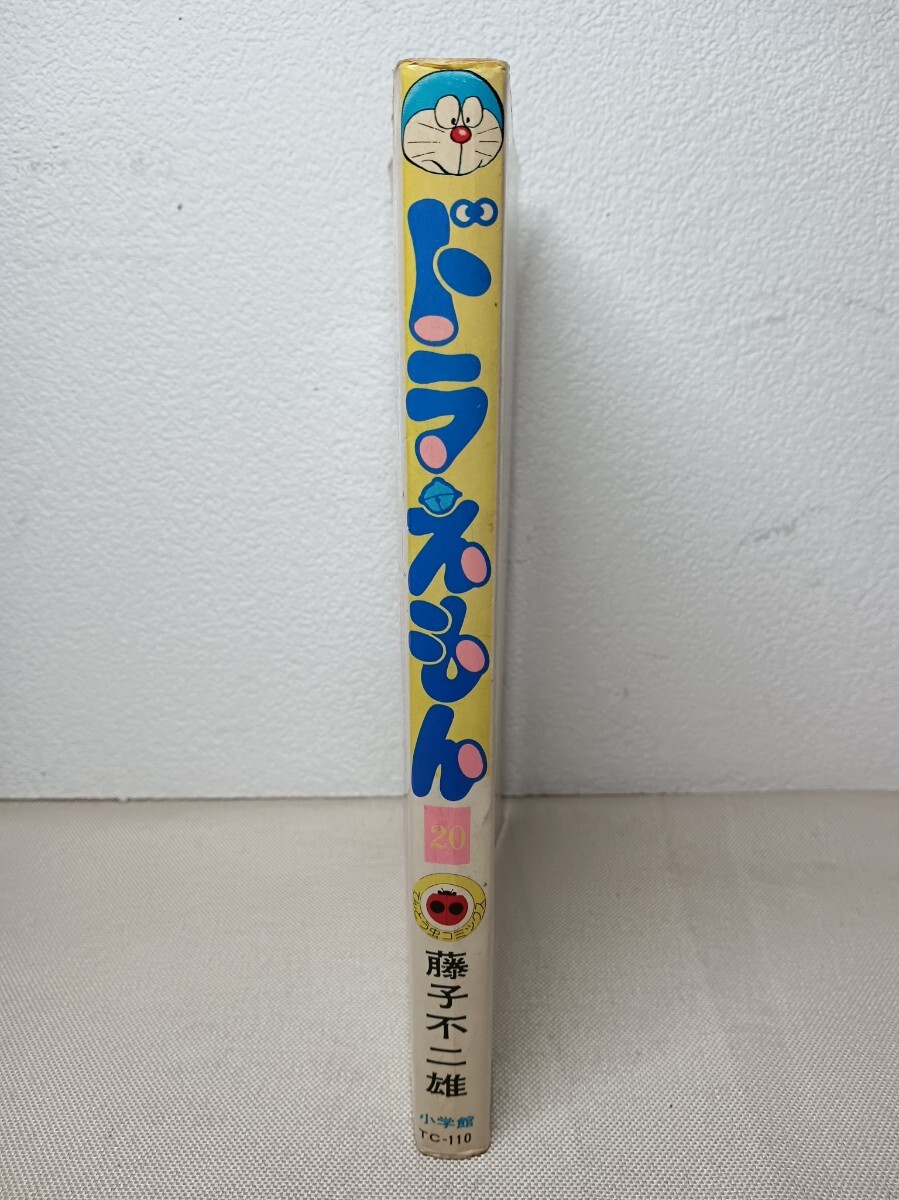 ドラえもん
20
てんとう虫コミックス
藤子不二雄
小学館
TC-110